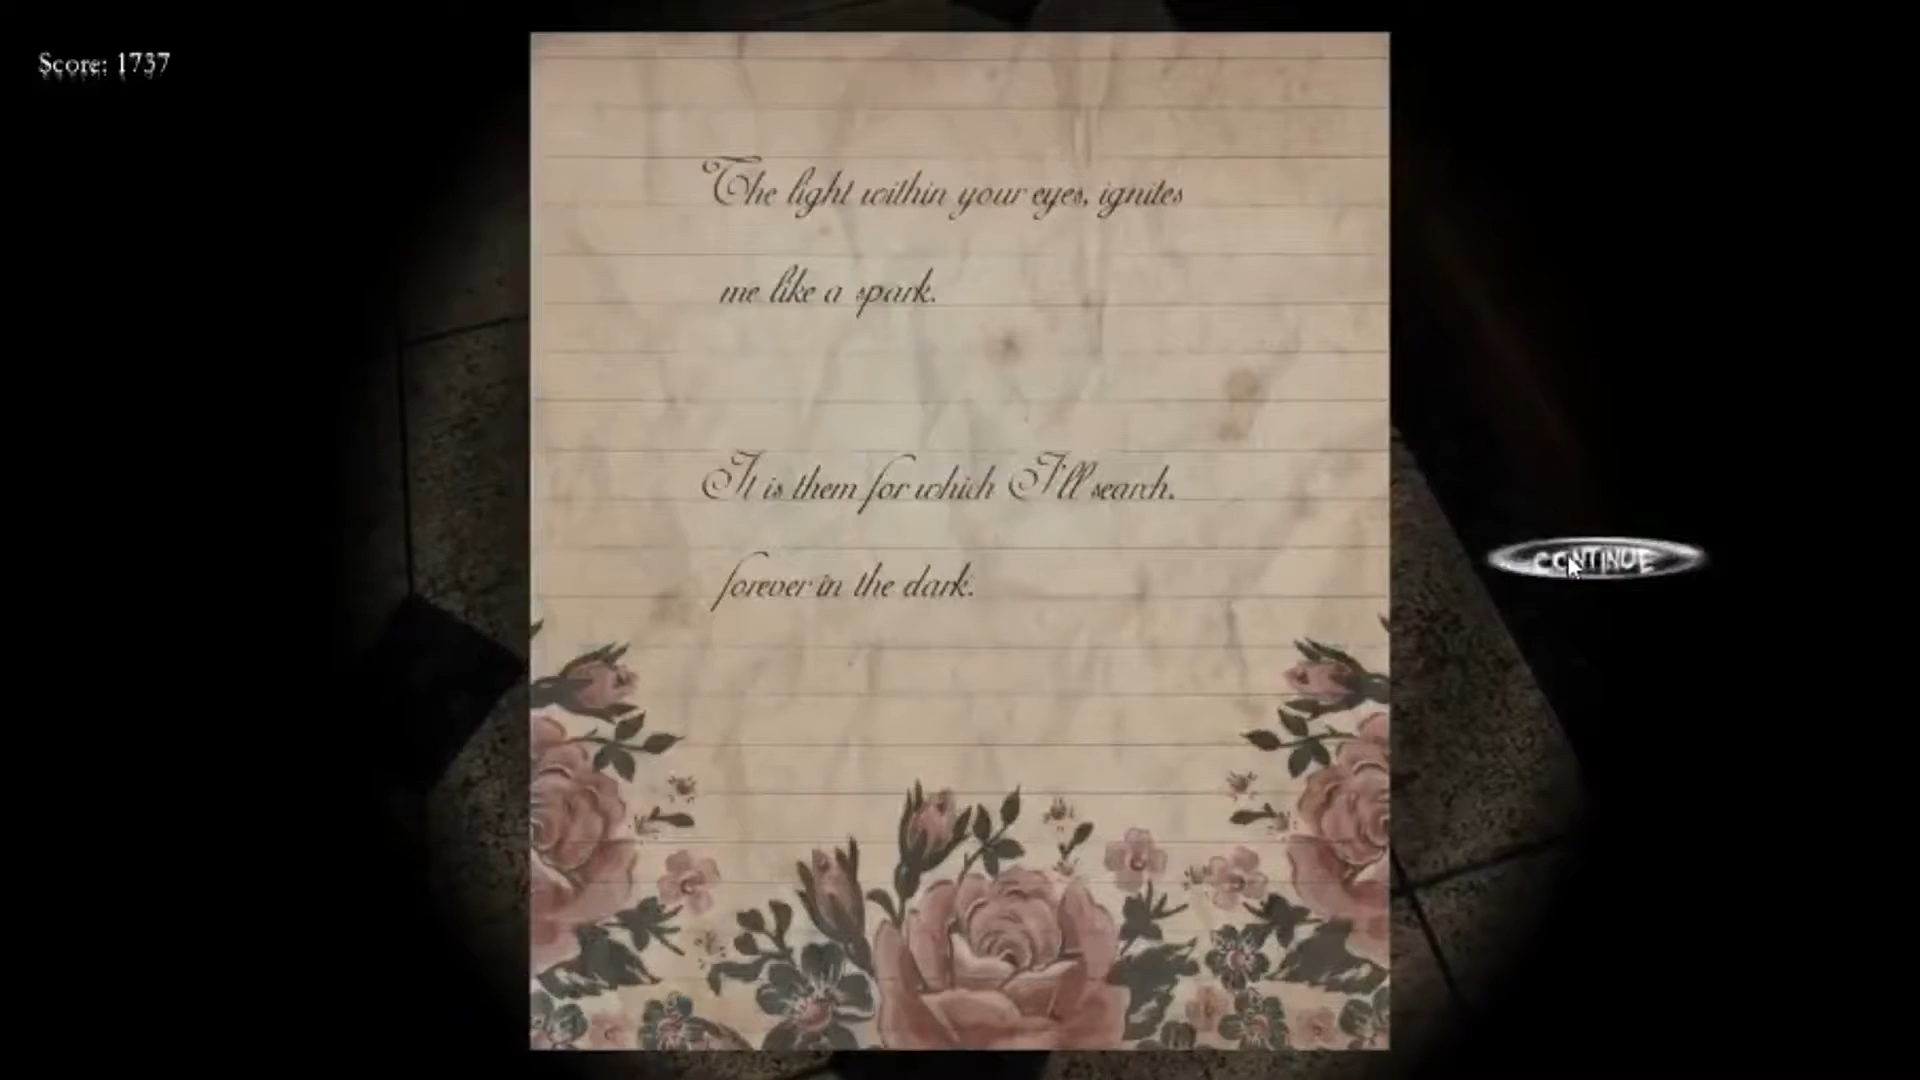 Score: 1737
The light within your eyes, ignites
me like a spark.
It is them for which I'll search,
forever in the dark.
CONTINUE